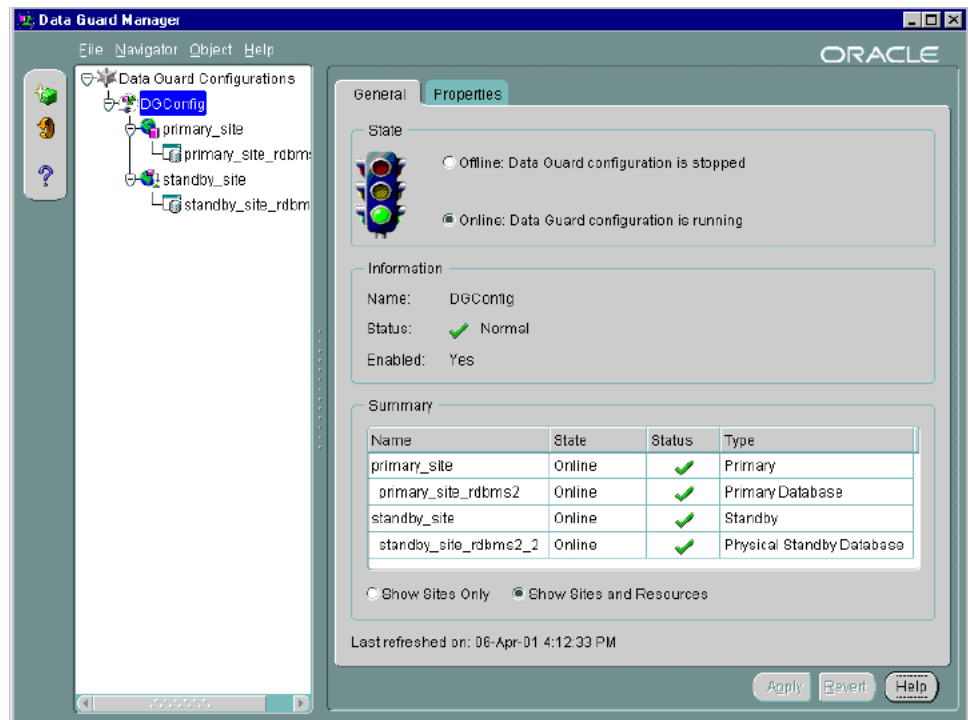 Data Guard Manager
File Navigator Object Help
ORACLE
Data Guard Configurations
DGConfig
primary_site
primary_site_rdbms
standby_site
standby_site_rdbm
General Properties
State
Offline: Data Guard configuration is stopped
Online: Data Guard configuration is running
Information
Name: DGConfig
Status: Normal
Enabled: Yes
Summary
Name State Status Type
primary_site Online Primary
primary_site_rdbms2 Online Primary Database
standby_site Online Standby
standby_site_rdbms2_2 Online Physical Standby Database
Show Sites Only Show Sites and Resources
Last refreshed on: 06-Apr-01 4:12:33 PM
Apply Revert Help